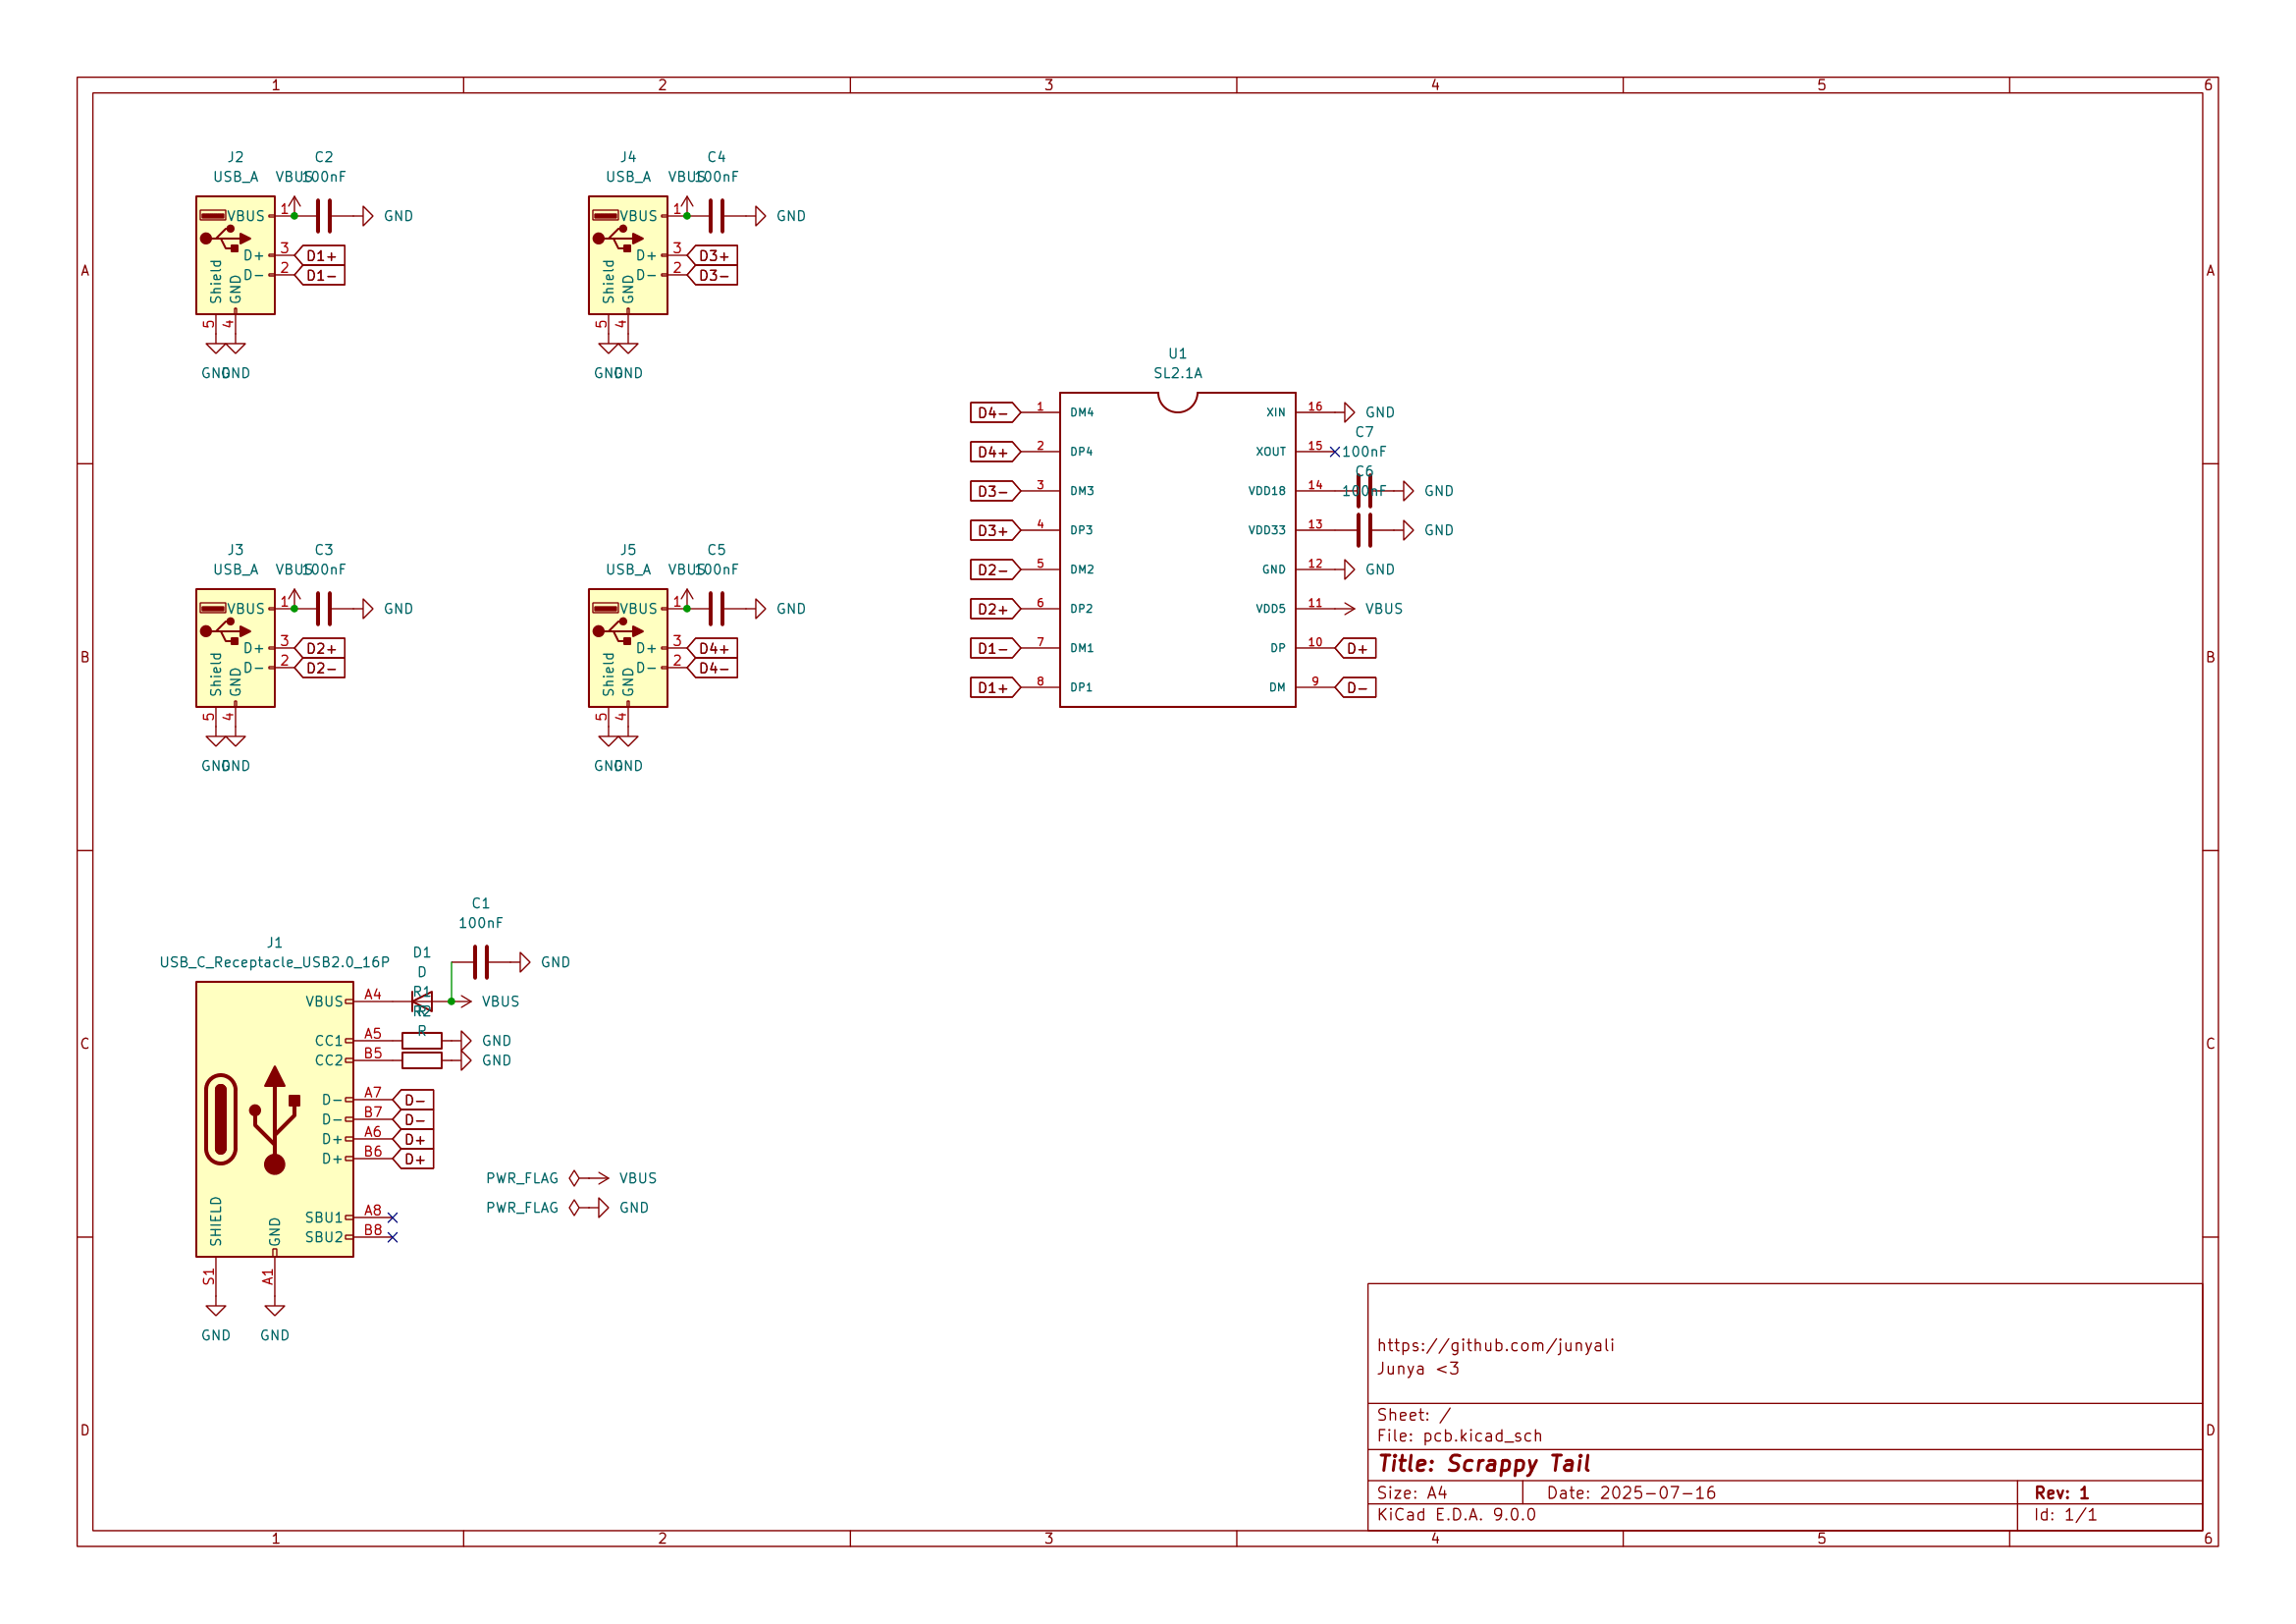 1 2 3 4 5 6
A A
B B
C C
D D
1 2 3 4 5 6
J2
USB_A
VBUS
C2
100nF
GND
VBUS 1
D+ 3
D- 2
D1+
D1-
Shield
GND
5 4
GND GND
J4
USB_A
VBUS
C4
100nF
GND
VBUS 1
D+ 3
D- 2
D3+
D3-
Shield
GND
5 4
GND GND
J3
USB_A
VBUS
C3
100nF
GND
VBUS 1
D+ 3
D- 2
D2+
D2-
Shield
GND
5 4
GND GND
J5
USB_A
VBUS
C5
100nF
GND
VBUS 1
D+ 3
D- 2
D4+
D4-
Shield
GND
5 4
GND GND
U1
SL2.1A
D4- 1 DM4 XIN 16 GND
C7
D4+ 2 DP4 XOUT 15 100nF
C6
D3- 3 DM3 VDD18 14 100nF GND
D3+ 4 DP3 VDD33 13 GND
D2- 5 DM2 GND 12 GND
D2+ 6 DP2 VDD5 11 VBUS
D1- 7 DM1 DP 10 D+
D1+ 8 DP1 DM 9 D-
C1
100nF
GND
J1
USB_C_Receptacle_USB2.0_16P
D1
D
R1
R
R2
R
VBUS A4 VBUS
CC1 A5 GND
CC2 B5 GND
D- A7 D-
D- B7 D-
D+ A6 D+
D+ B6 D+
SBU1 A8
SBU2 B8
SHIELD
GND
S1 A1
GND GND
PWR_FLAG VBUS
PWR_FLAG GND
https://github.com/junyali
Junya <3
Sheet: /
File: pcb.kicad_sch
Title: Scrappy Tail
Size: A4 Date: 2025-07-16 Rev: 1
KiCad E.D.A. 9.0.0 Id: 1/1